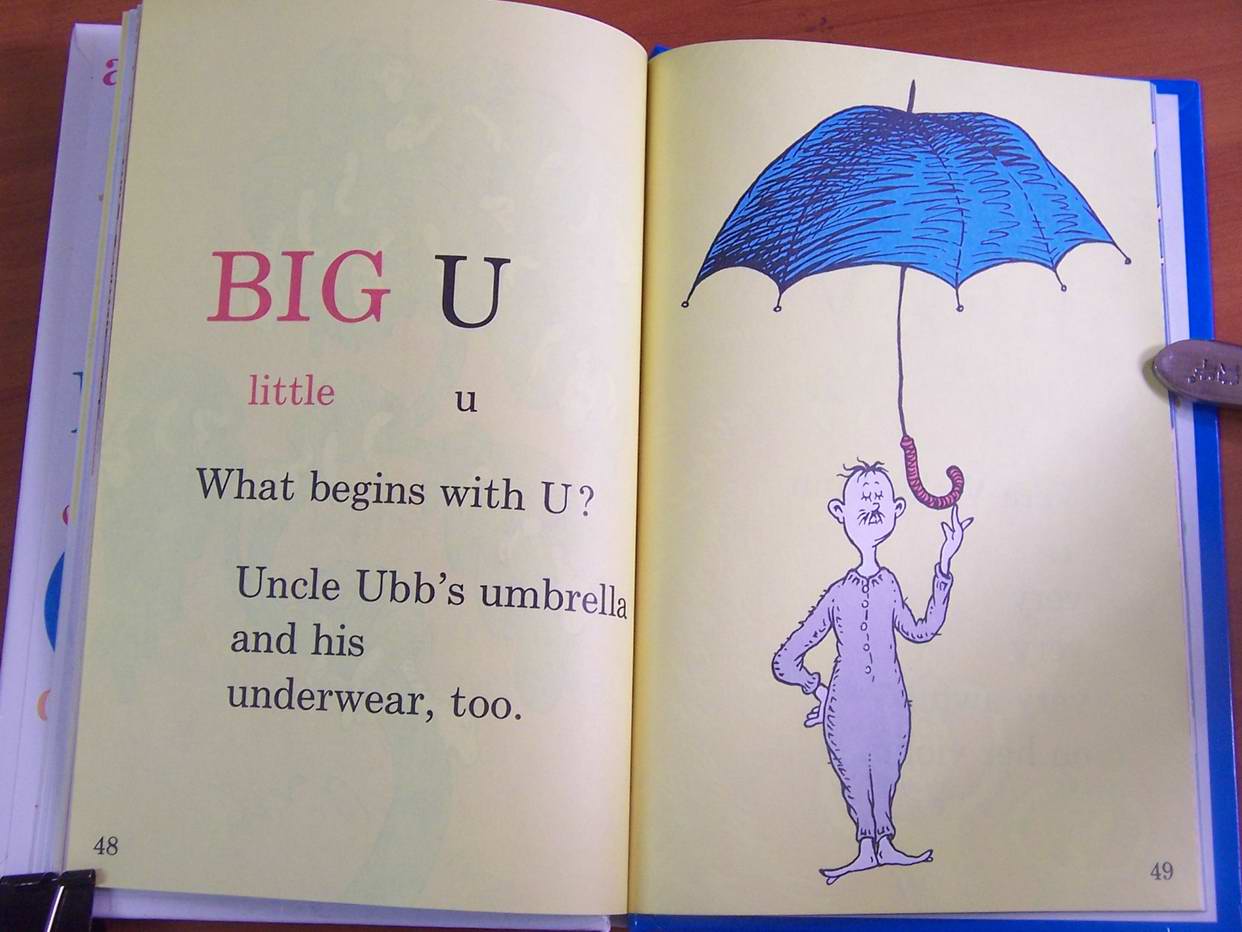 BIG U
little u
What begins with U?
Uncle Ubb's umbrella
and his
underwear, too.
48
49